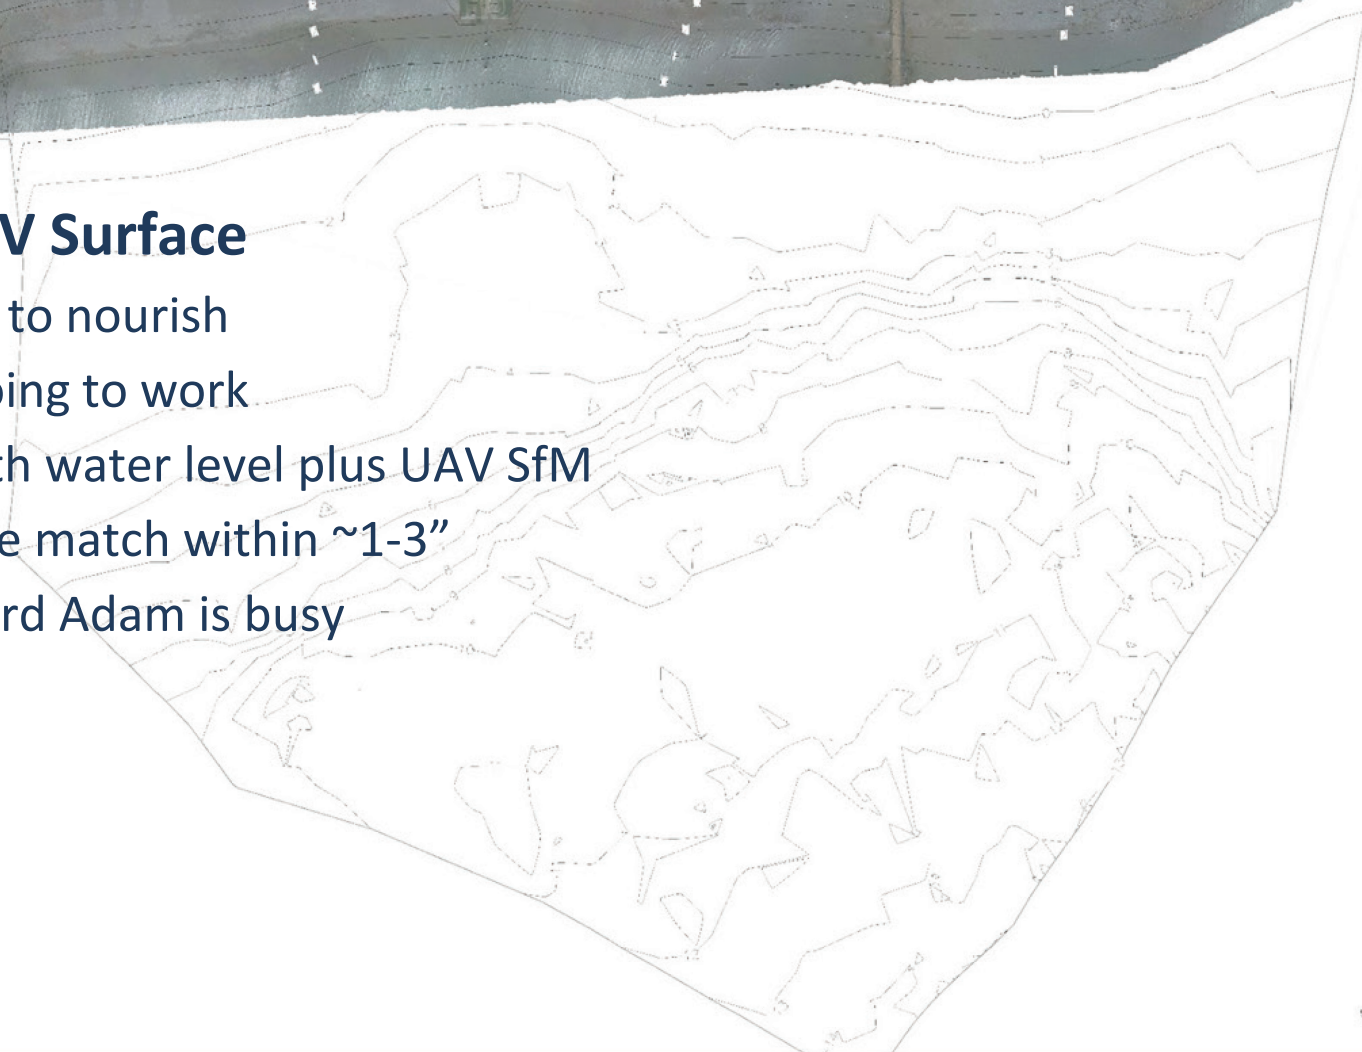 V Surface
to nourish
ing to work
th water level plus UAV SfM
e match within ~1-3”
rd Adam is busy